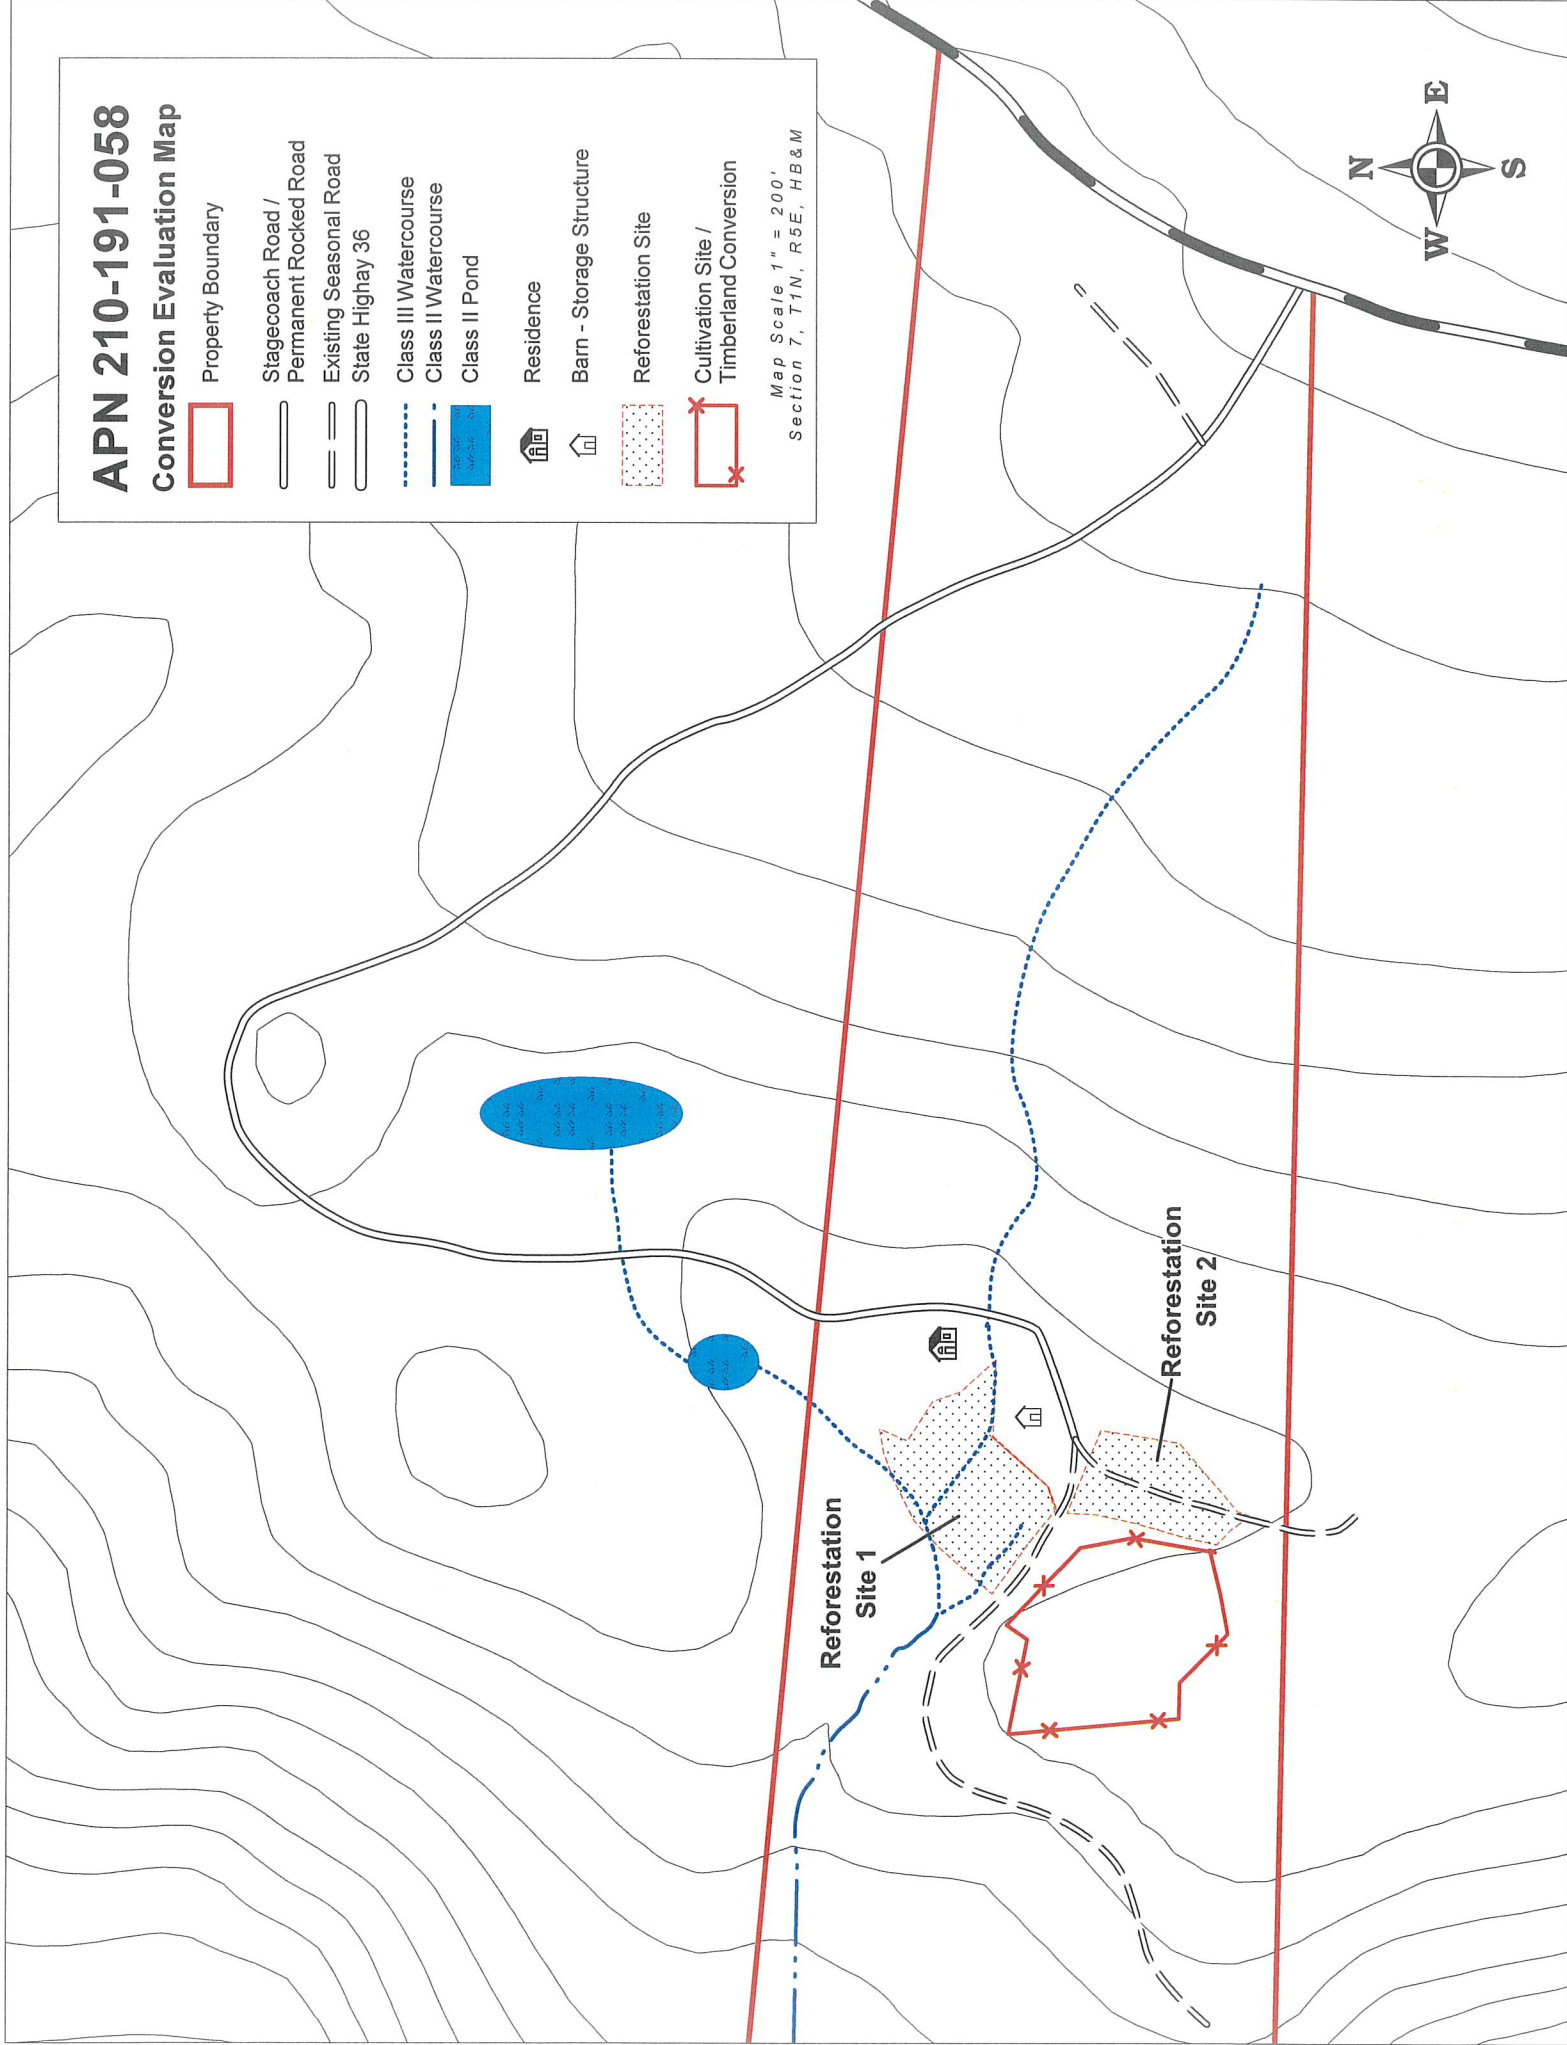 APN 210-191-058
Conversion Evaluation Map
Property Boundary
Stagecoach Road /
Permanent Rocked Road
Existing Seasonal Road
State Highay 36
Class III Watercourse
Class II Watercourse
Class II Pond
Residence
Barn - Storage Structure
Reforestation Site
Cultivation Site /
Timberland Conversion
Map Scale 1" = 200'
Section 7, T1N, R5E, HB&M
Reforestation
Site 1
Reforestation
Site 2
N
W
E
S